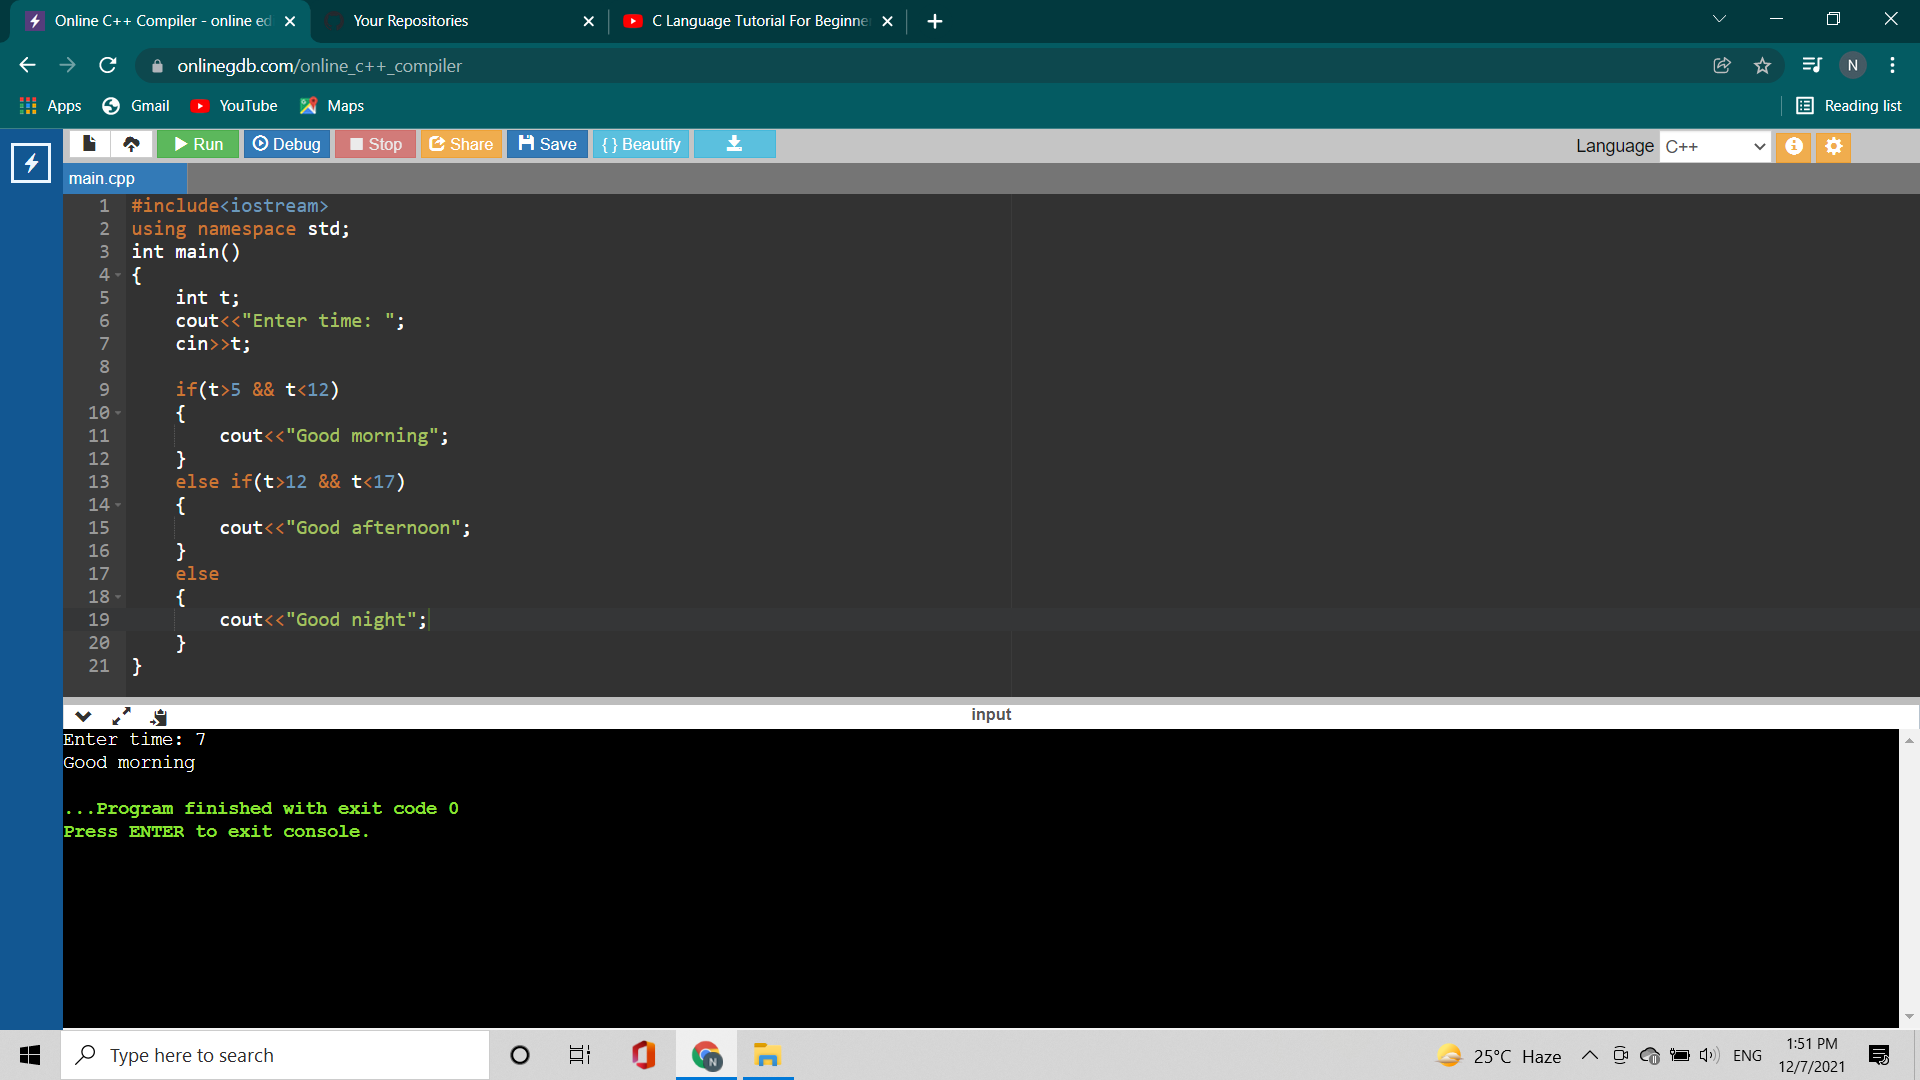 Online C++ Compiler - online ed
Your Repositories
C Language Tutorial For Beginne
onlinegdb.com/online_c++_compiler
N
Apps
Gmail
YouTube
Maps
Reading list
Run
Debug
Stop
Share
Save
{ } Beautify
Language
C++
main.cpp
1 #include<iostream>
2 using namespace std;
3 int main()
4 {
5 int t;
6 cout<<"Enter time: ";
7 cin>>t;
8
9 if(t>5 && t<12)
10 {
11 cout<<"Good morning";
12 }
13 else if(t>12 && t<17)
14 {
15 cout<<"Good afternoon";
16 }
17 else
18 {
19 cout<<"Good night";
20 }
21 }
input
Enter time: 7
Good morning
...Program finished with exit code 0
Press ENTER to exit console.
Type here to search
N
25°C Haze
ENG
1:51 PM
12/7/2021